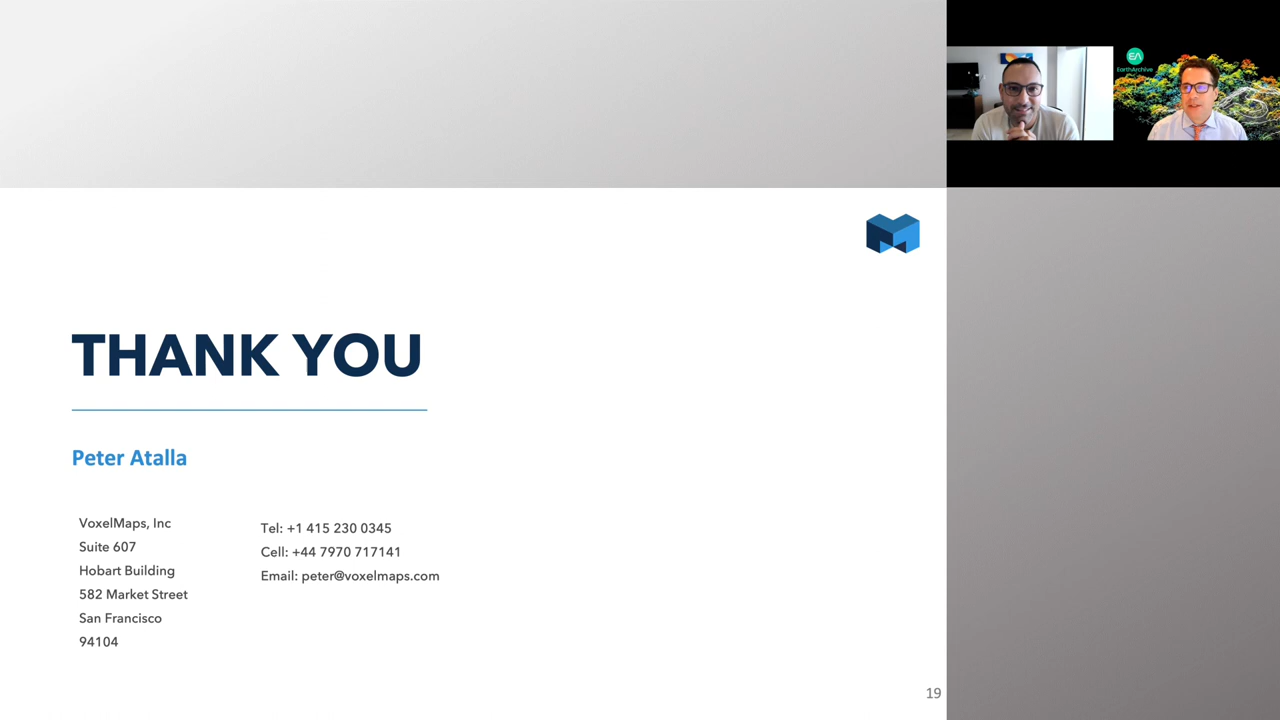 EA
EarthArchive
THANK YOU
Peter Atalla
VoxelMaps, Inc
Suite 607
Hobart Building
582 Market Street
San Francisco
94104
Tel: +1 415 230 0345
Cell: +44 7970 717141
Email: peter@voxelmaps.com
19